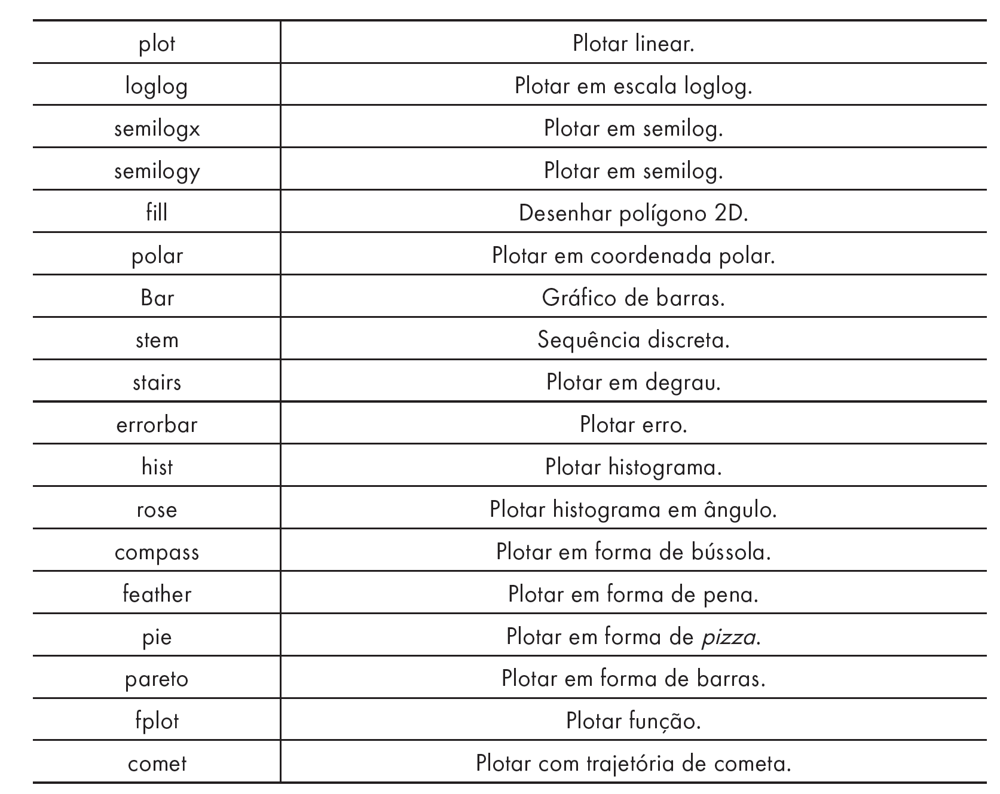 plot Plotar linear.
loglog Plotar em escala loglog.
semilogx Plotar em semilog.
semilogy Plotar em semilog.
fill Desenhar polígono 2D.
polar Plotar em coordenada polar.
Bar Gráfico de barras.
stem Sequência discreta.
stairs Plotar em degrau.
errorbar Plotar erro.
hist Plotar histograma.
rose Plotar histograma em ângulo.
compass Plotar em forma de bússola.
feather Plotar em forma de pena.
pie Plotar em forma de pizza.
pareto Plotar em forma de barras.
fplot Plotar função.
comet Plotar com trajetória de cometa.